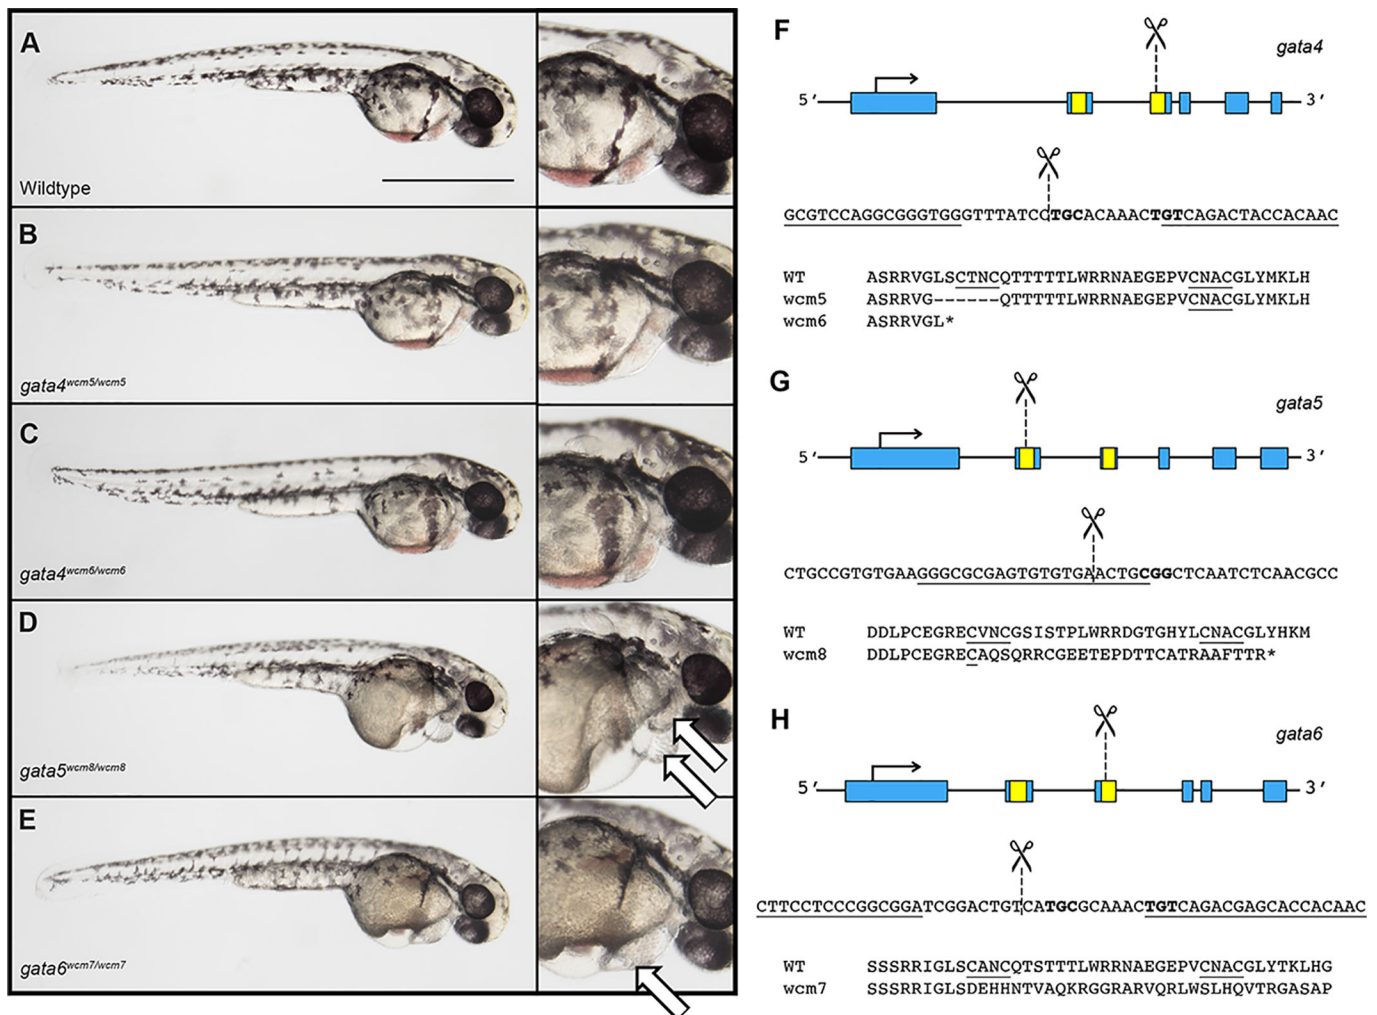 A
Wildtype
B
gata4wcm5/wcm5
C
gata4wcm6/wcm6
D
gata5wcm8/wcm8
E
gata6wcm7/wcm7
F
gata4
5′ 3′
GCGTCCAGGCGGGTGGGTTTATCCTGCACAAACTGTCAGACTACCACAAC
WT ASRRVGLSCTNCQTTTTTLWRRNAEGEPVCNACGLYMKLH
wcm5 ASRRVG------QTTTTTLWRRNAEGEPVCNACGLYMKLH
wcm6 ASRRVGL*
G
gata5
5′ 3′
CTGCCGTGTGAAGGGCGCGAGTGTGTGAACTGCGGCTCAATCTCAACGCC
WT DDLPCEGRECVNCGSISTPLWRRDGTGHYLCNACGLYHKM
wcm8 DDLPCEGRECAQSQRRCGEETEPDTTCATRAAFTTR*
H
gata6
5′ 3′
CTTCCTCCCGGCGGATCGGACTGTCATGCGCAAACTGTCAGACGAGCACCACAAC
WT SSSRRIGLSCANCQTSTTTLWRRNAEGEPVCNACGLYTKLHG
wcm7 SSSRRIGLSDEHHNTVAQKRGGRARVQRLWSLHQVTRGASAP